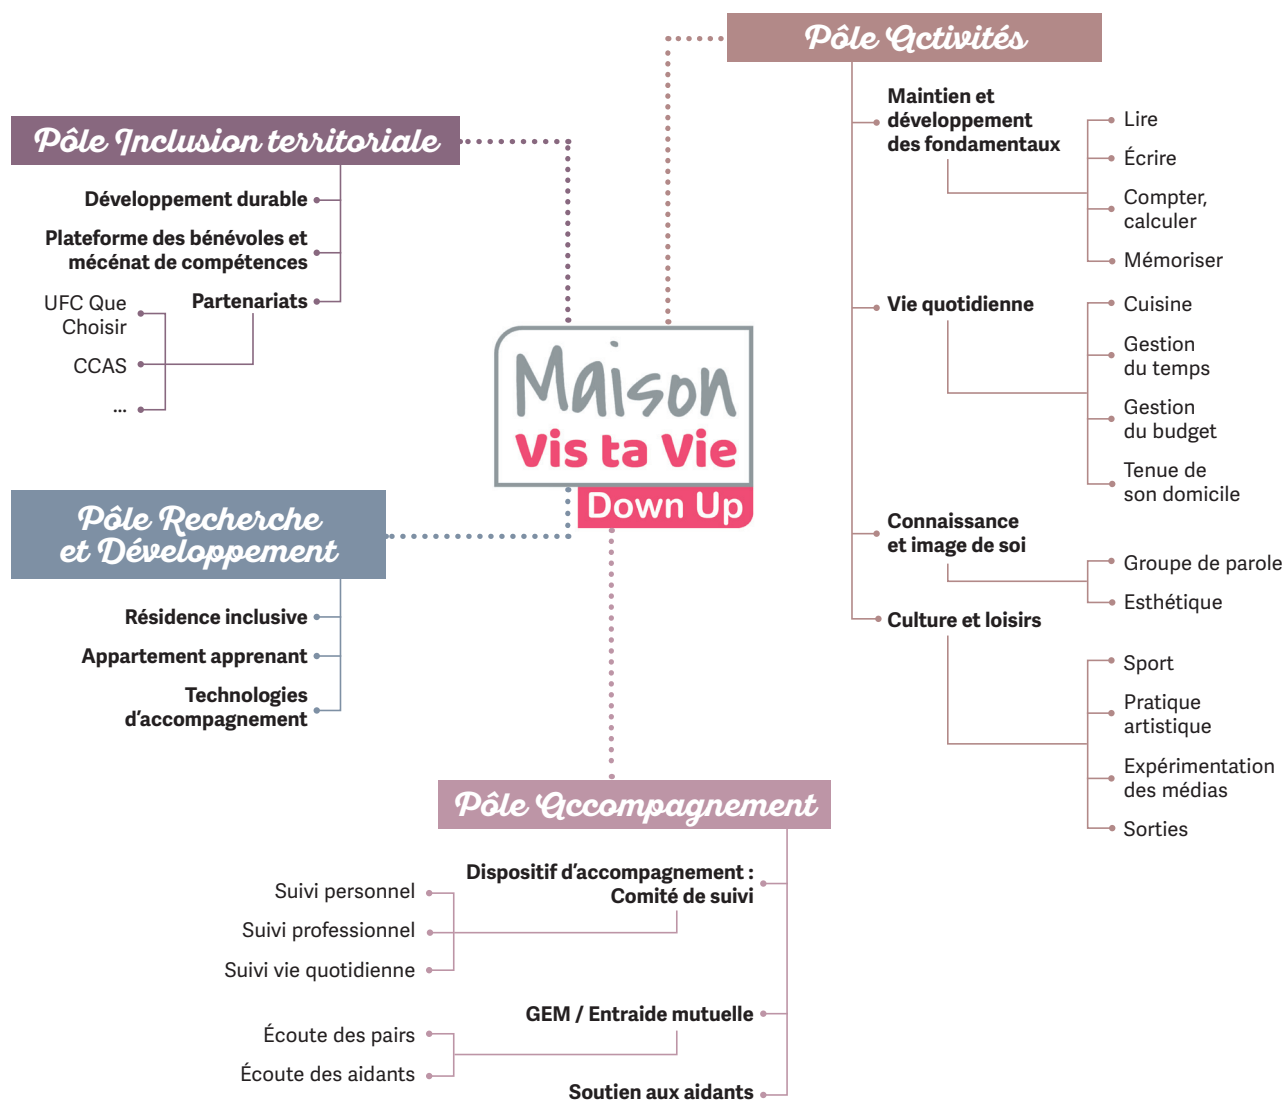 Pôle Activités
Maintien et
développement
des fondamentaux
Lire
Écrire
Compter,
calculer
Mémoriser
Vie quotidienne
Cuisine
Gestion
du temps
Gestion
du budget
Tenue de
son domicile
Connaissance
et image de soi
Groupe de parole
Esthétique
Culture et loisirs
Sport
Pratique
artistique
Expérimentation
des médias
Sorties
Pôle Inclusion territoriale
Développement durable
Plateforme des bénévoles et
mécénat de compétences
Partenariats
UFC Que
Choisir
CCAS
...
Maison
Vis ta Vie
Down Up
Pôle Recherche
et Développement
Résidence inclusive
Appartement apprenant
Technologies
d’accompagnement
Pôle Accompagnement
Dispositif d’accompagnement :
Comité de suivi
Suivi personnel
Suivi professionnel
Suivi vie quotidienne
GEM / Entraide mutuelle
Écoute des pairs
Écoute des aidants
Soutien aux aidants